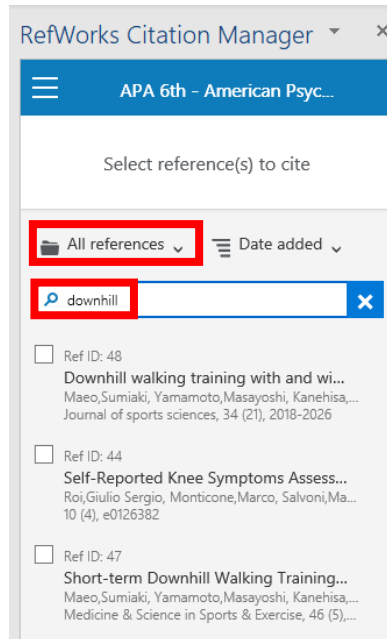 RefWorks Citation Manager
APA 6th - American Psyc...
Select reference(s) to cite
All references Date added
downhill
Ref ID: 48
Downhill walking training with and wi...
Maeo,Sumiaki, Yamamoto,Masayoshi, Kanehisa,...
Journal of sports sciences, 34 (21), 2018-2026
Ref ID: 44
Self-Reported Knee Symptoms Assess...
Roi,Giulio Sergio, Monticone,Marco, Salvoni,Ma...
10 (4), e0126382
Ref ID: 47
Short-term Downhill Walking Training...
Maeo,Sumiaki, Yamamoto,Masayoshi, Kanehisa,...
Medicine & Science in Sports & Exercise, 46 (5),...